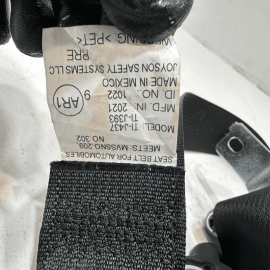 SEAT BELT FOR AUTOMOBILES
MEETS: MVSSNO.209
NO.302
MODEL: TI-J437
TI-J393
MFD IN 2021
ID. NO: 1022
MADE IN MEXICO
AR1 9
JOYSON SAFETY SYSTEMS LLC
PRE
WEBBING >PET<